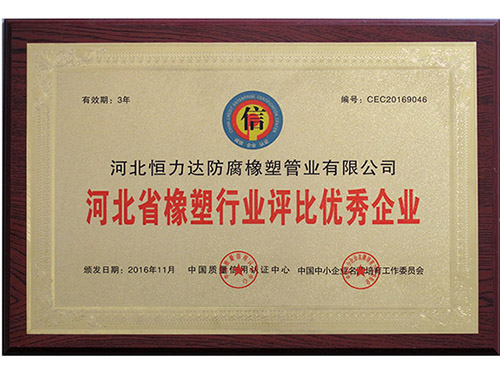 有效期：3年
编号：CEC20169046
信
河北恒力达防腐橡塑管业有限公司
河北省橡塑行业评比优秀企业
颁发日期：2016年11月 中国质量信用认证中心 中国中小企业名牌培育工作委员会